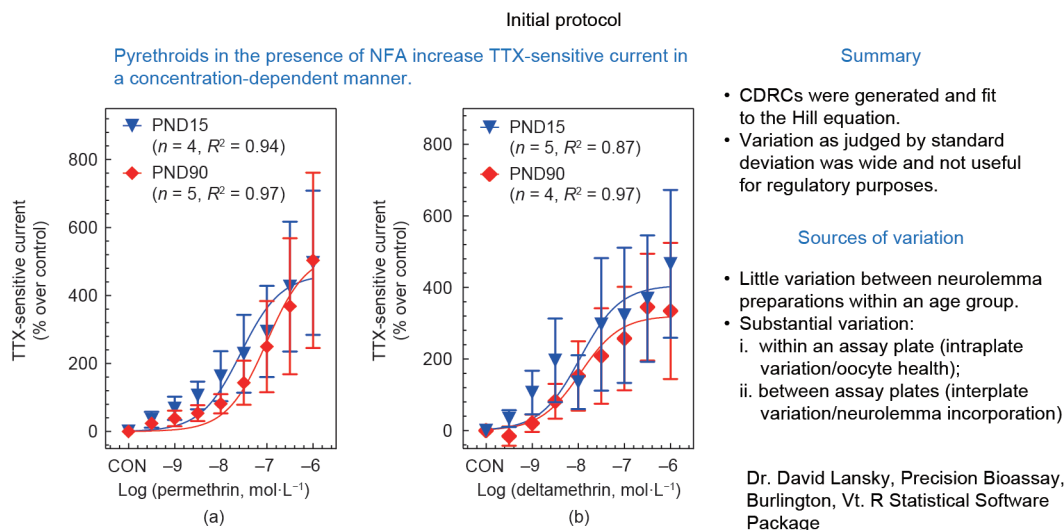 Initial protocol
Pyrethroids in the presence of NFA increase TTX-sensitive current in
a concentration-dependent manner.
TTX-sensitive current
(% over control)
800
600
400
200
0
PND15
(n = 4, R² = 0.94)
PND90
(n = 5, R² = 0.97)
CON
–9
–8
–7
–6
Log (permethrin, mol·L⁻¹)
(a)
TTX-sensitive current
(% over control)
800
600
400
200
0
PND15
(n = 5, R² = 0.87)
PND90
(n = 4, R² = 0.97)
CON
–9
–8
–7
–6
Log (deltamethrin, mol·L⁻¹)
(b)
Summary
• CDRCs were generated and fit
to the Hill equation.
• Variation as judged by standard
deviation was wide and not useful
for regulatory purposes.
Sources of variation
• Little variation between neurolemma
preparations within an age group.
• Substantial variation:
i. within an assay plate (intraplate
variation/oocyte health);
ii. between assay plates (interplate
variation/neurolemma incorporation)
Dr. David Lansky, Precision Bioassay,
Burlington, Vt. R Statistical Software
Package